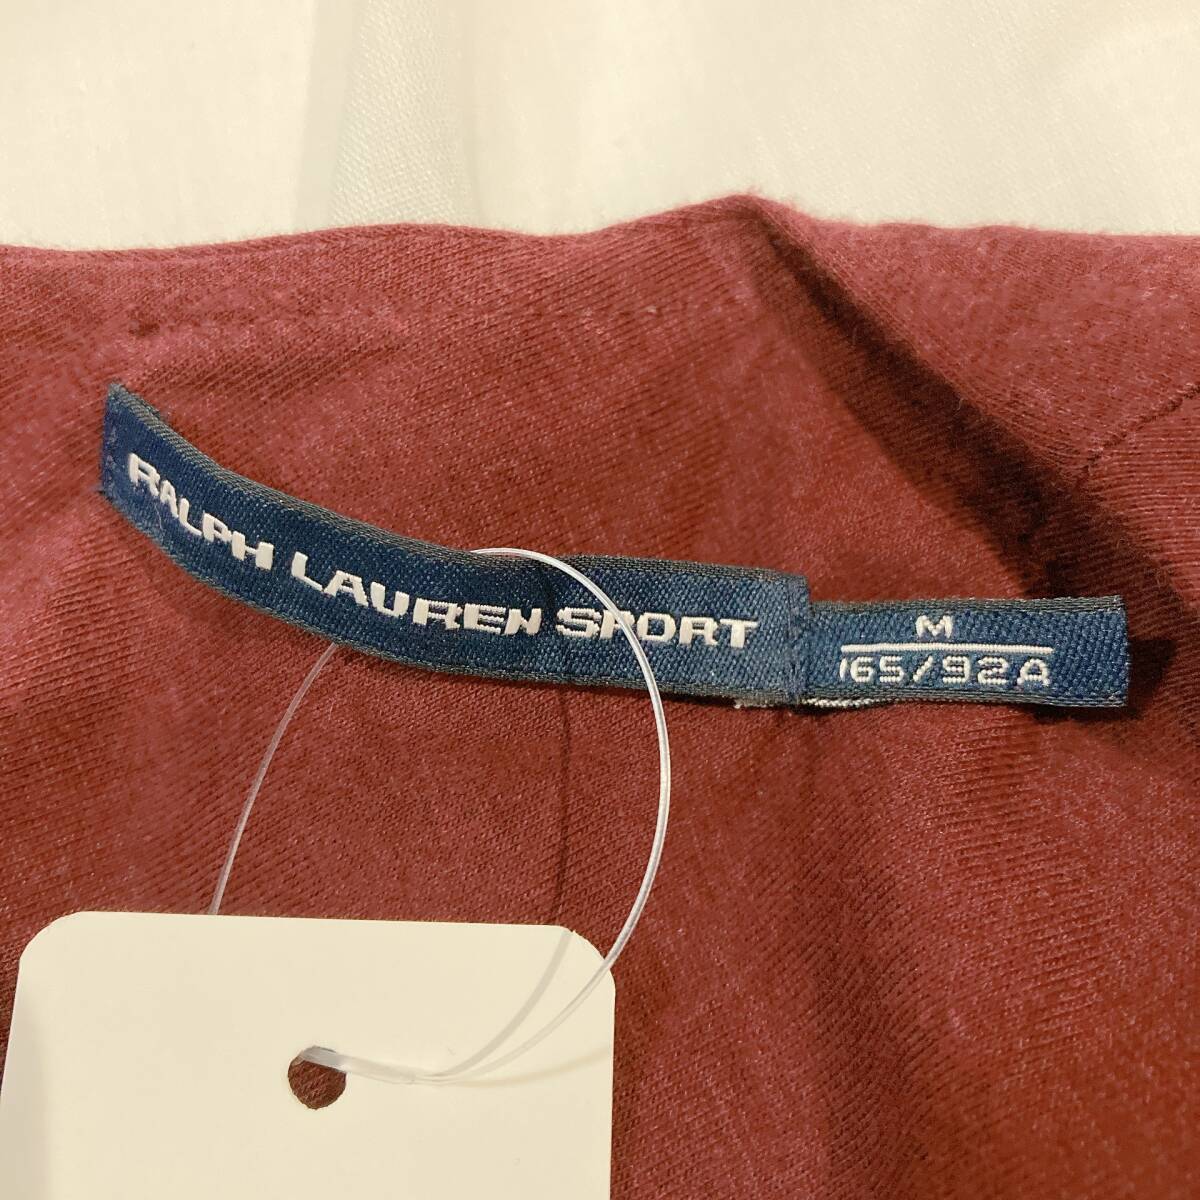 RALPH LAUREN SPORT
M
165/92A